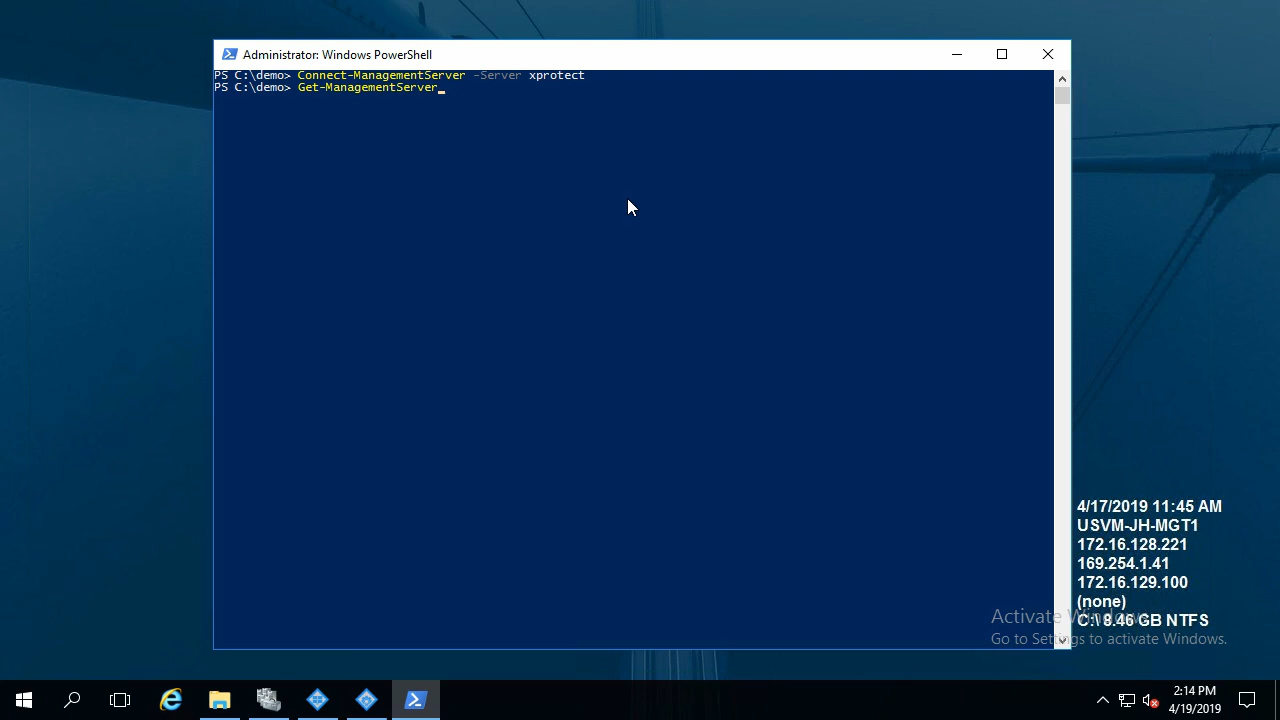 Administrator: Windows PowerShell
PS C:\demo> Connect-ManagementServer -Server xprotect
PS C:\demo> Get-ManagementServer
4/17/2019 11:45 AM
USVM-JH-MGT1
172.16.128.221
169.254.1.41
172.16.129.100
(none)
Activate Windows
C:\ 8.46 GB NTFS
Go to Settings to activate Windows.
2:14 PM
4/19/2019